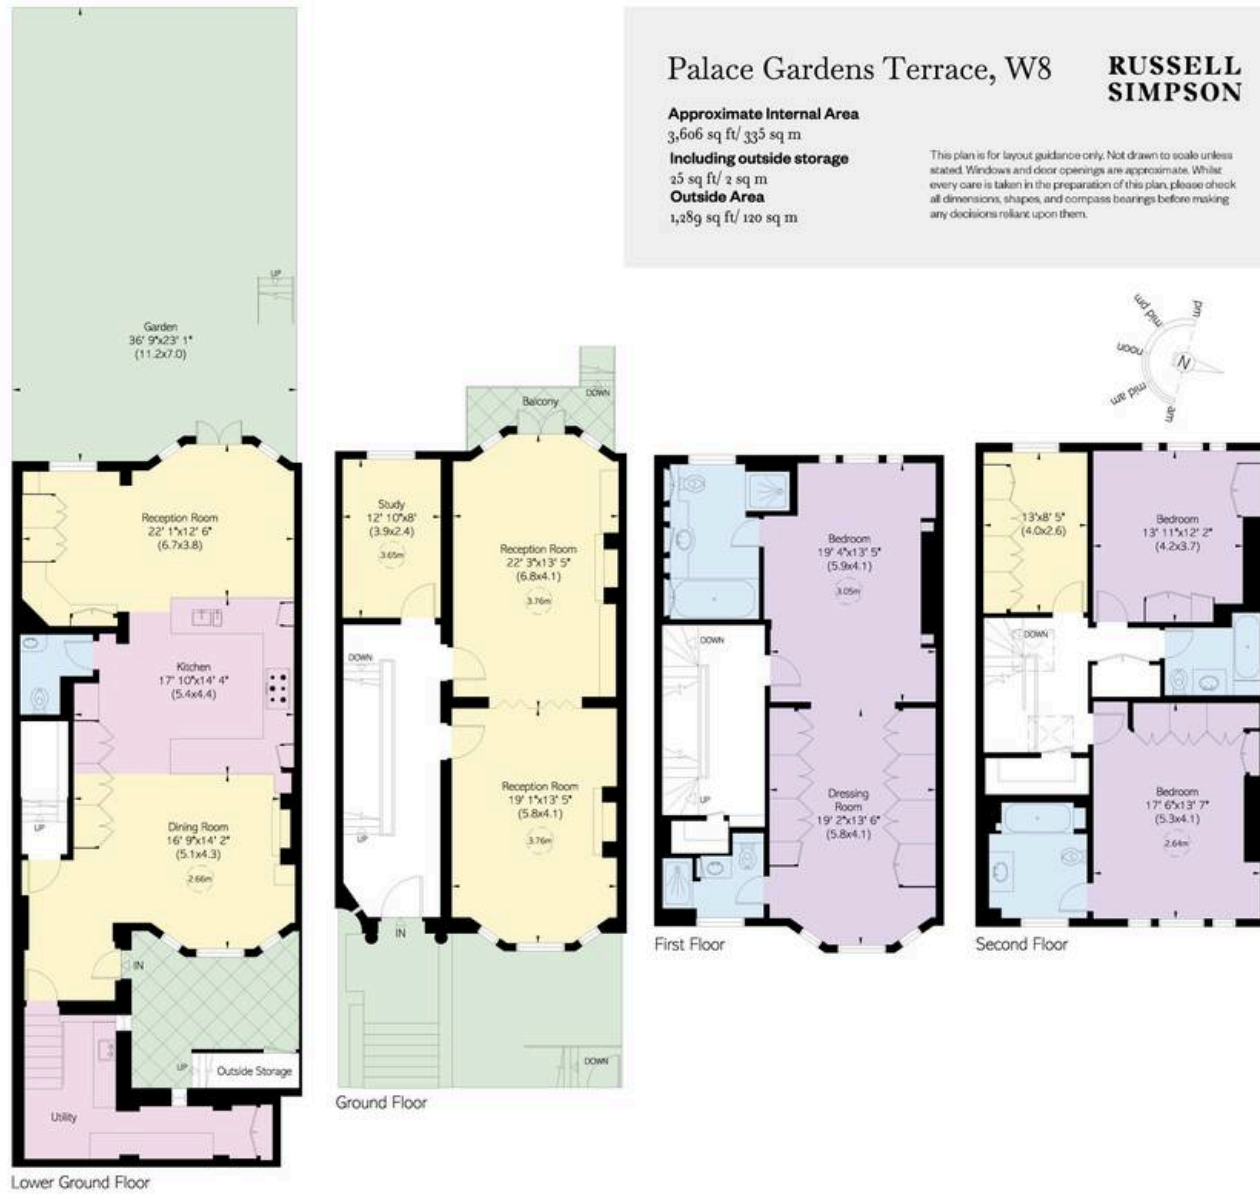 Palace Gardens Terrace, W8
RUSSELL
SIMPSON
Approximate Internal Area
3,606 sq ft/ 335 sq m
Including outside storage
25 sq ft/ 2 sq m
Outside Area
1,289 sq ft/ 120 sq m
This plan is for layout guidance only. Not drawn to scale unless
stated. Windows and door openings are approximate. Whilst
every care is taken in the preparation of this plan, please check
all dimensions, shapes, and compass bearings before making
any decisions reliant upon them.
pm
mid pm
noon
mid am
am
N
UP
Garden
36' 9"x23' 1"
(11.2x7.0)
Reception Room
22' 1"x12' 6"
(6.7x3.8)
Kitchen
17' 10"x14' 4"
(5.4x4.4)
UP
Dining Room
16' 9"x14' 2"
(5.1x4.3)
2.66m
IN
UP
Outside Storage
Utility
Lower Ground Floor
Balcony
DOWN
Study
12' 10"x8'
(3.9x2.4)
3.65m
Reception Room
22' 3"x13' 5"
(6.8x4.1)
3.76m
DOWN
UP
Reception Room
19' 1"x13' 5"
(5.8x4.1)
3.76m
IN
DOWN
Ground Floor
Bedroom
19' 4"x13' 5"
(5.9x4.1)
3.05m
DOWN
UP
Dressing
Room
19' 2"x13' 6"
(5.8x4.1)
First Floor
13'x8' 5"
(4.0x2.6)
Bedroom
13' 11"x12' 2"
(4.2x3.7)
DOWN
Bedroom
17' 6"x13' 7"
(5.3x4.1)
2.64m
Second Floor